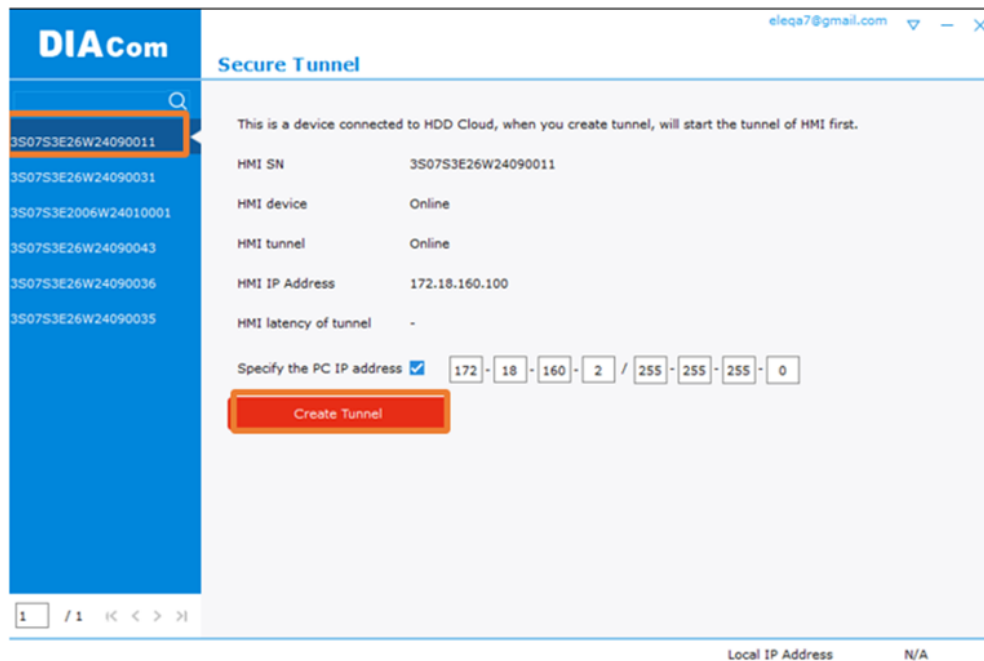 DIACom
eleqa7@gmail.com
Secure Tunnel
3S07S3E26W24090011
3S07S3E26W24090031
3S07S3E2006W24010001
3S07S3E26W24090043
3S07S3E26W24090036
3S07S3E26W24090035
1 / 1
This is a device connected to HDD Cloud, when you create tunnel, will start the tunnel of HMI first.
HMI SN 3S07S3E26W24090011
HMI device Online
HMI tunnel Online
HMI IP Address 172.18.160.100
HMI latency of tunnel -
Specify the PC IP address 172 - 18 - 160 - 2 / 255 - 255 - 255 - 0
Create Tunnel
Local IP Address N/A